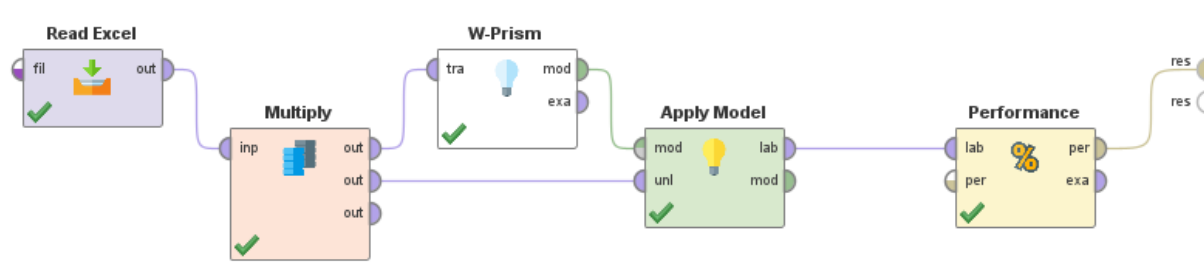 Read Excel
fil
out
Multiply
inp
out
out
out
W-Prism
tra
mod
exa
Apply Model
mod
lab
unl
mod
Performance
%
lab
per
per
exa
res
res